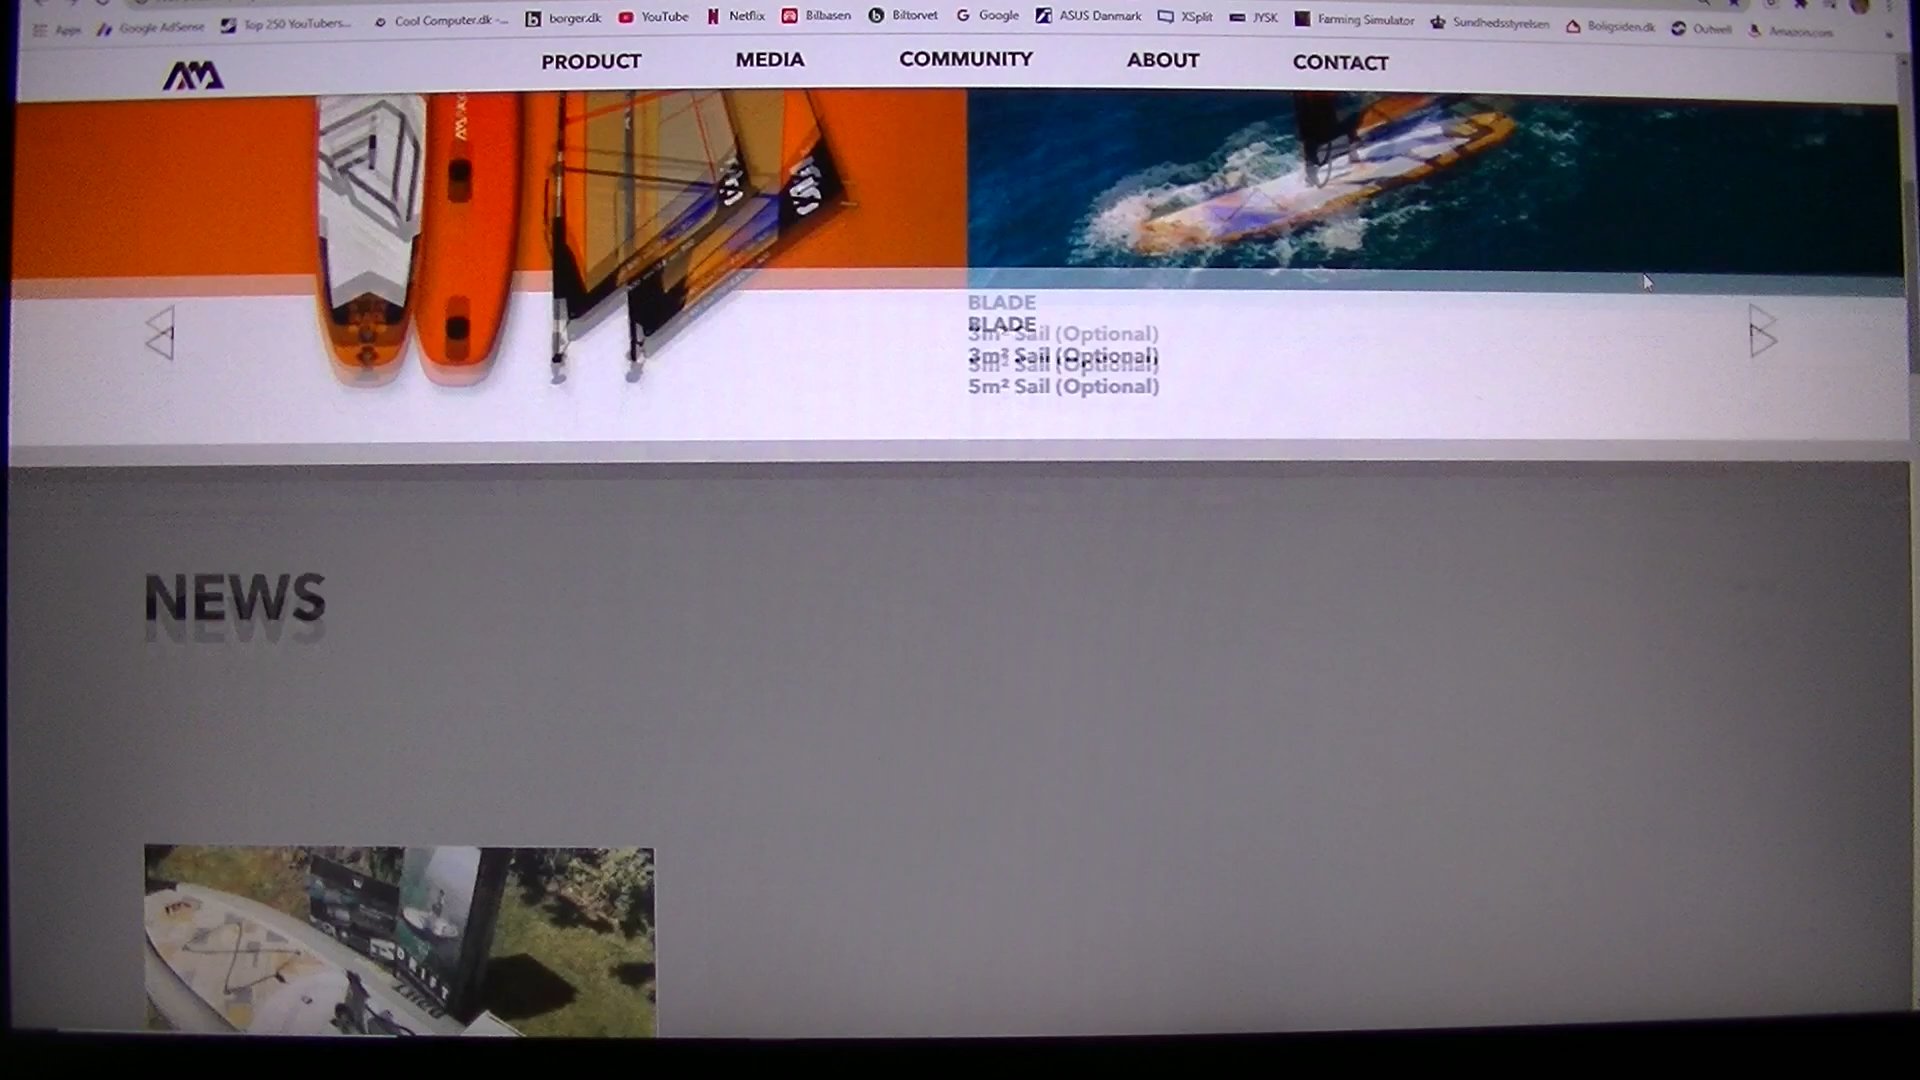 Apps Google AdSense Top 250 YouTubers... Cool Computer.dk -... borger.dk YouTube Netflix Bilbasen Biltorvet Google ASUS Danmark XSplit JYSK Farming Simulator Sundhedsstyrelsen Boligsiden.dk Outwell Amazon.com
PRODUCT MEDIA COMMUNITY ABOUT CONTACT
BLADE
BLADE
3m² Sail (Optional)
3m² Sail (Optional)
5m² Sail (Optional)
5m² Sail (Optional)
NEWS
NEWS
DRIFT